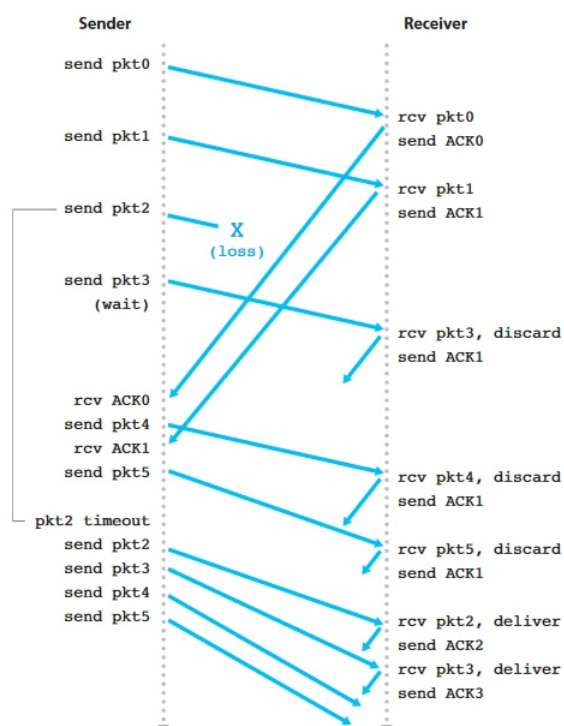 Sender
Receiver
send pkt0
rcv pkt0
send ACK0
send pkt1
rcv pkt1
send ACK1
send pkt2
X
(loss)
send pkt3
(wait)
rcv pkt3, discard
send ACK1
rcv ACK0
send pkt4
rcv ACK1
send pkt5
rcv pkt4, discard
send ACK1
pkt2 timeout
send pkt2
send pkt3
send pkt4
send pkt5
rcv pkt5, discard
send ACK1
rcv pkt2, deliver
send ACK2
rcv pkt3, deliver
send ACK3